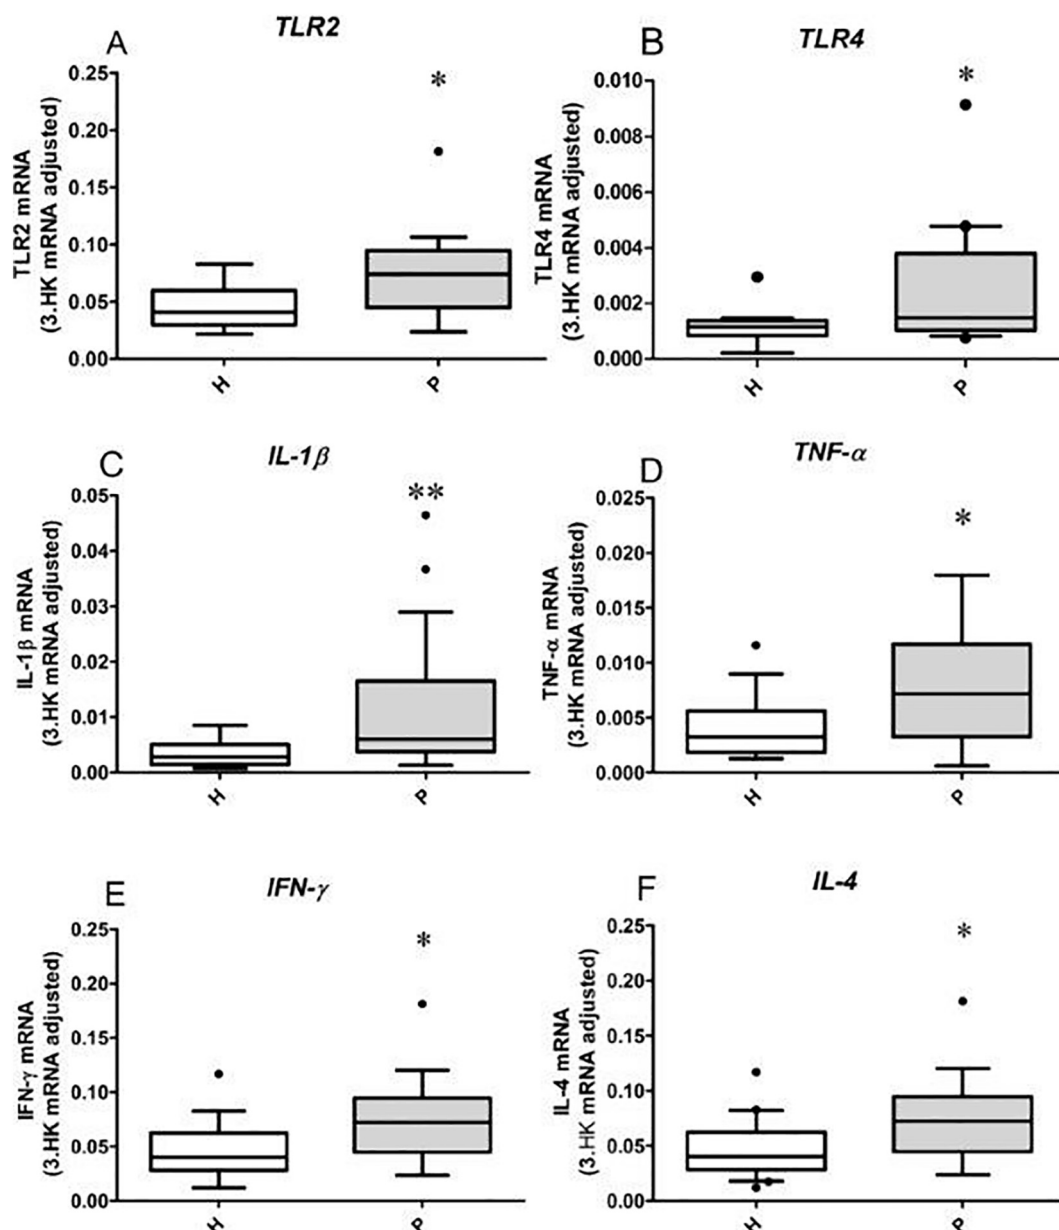 A
TLR2
TLR2 mRNA
(3.HK mRNA adjusted)
0.25
0.20
0.15
0.10
0.05
0.00
*
H
P
B
TLR4
TLR4 mRNA
(3.HK mRNA adjusted)
0.010
0.008
0.006
0.004
0.002
0.000
*
H
P
C
IL-1β
IL-1β mRNA
(3.HK mRNA adjusted)
0.05
0.04
0.03
0.02
0.01
0.00
**
H
P
D
TNF-α
TNF-α mRNA
(3.HK mRNA adjusted)
0.025
0.020
0.015
0.010
0.005
0.000
*
H
P
E
IFN-γ
IFN-γ mRNA
(3.HK mRNA adjusted)
0.25
0.20
0.15
0.10
0.05
0.00
*
H
P
F
IL-4
IL-4 mRNA
(3.HK mRNA adjusted)
0.25
0.20
0.15
0.10
0.05
0.00
*
H
P